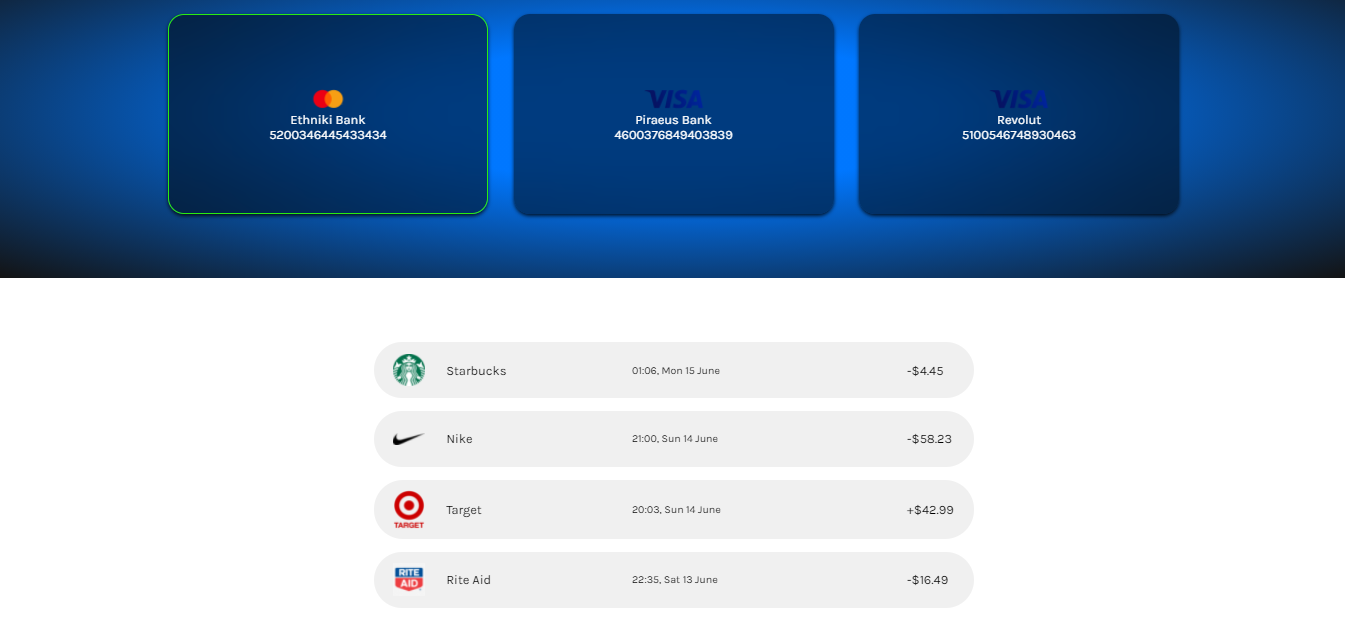 VISA
VISA
Ethniki Bank
Piraeus Bank
Revolut
5200346445433434
4600376849403839
5100546748930463
Starbucks
01:06, Mon 15 June
-$4.45
Nike
21:00, Sun 14 June
-$58.23
TARGET
Target
20:03, Sun 14 June
+$42.99
RITE
AID
Rite Aid
22:35, Sat 13 June
-$16.49